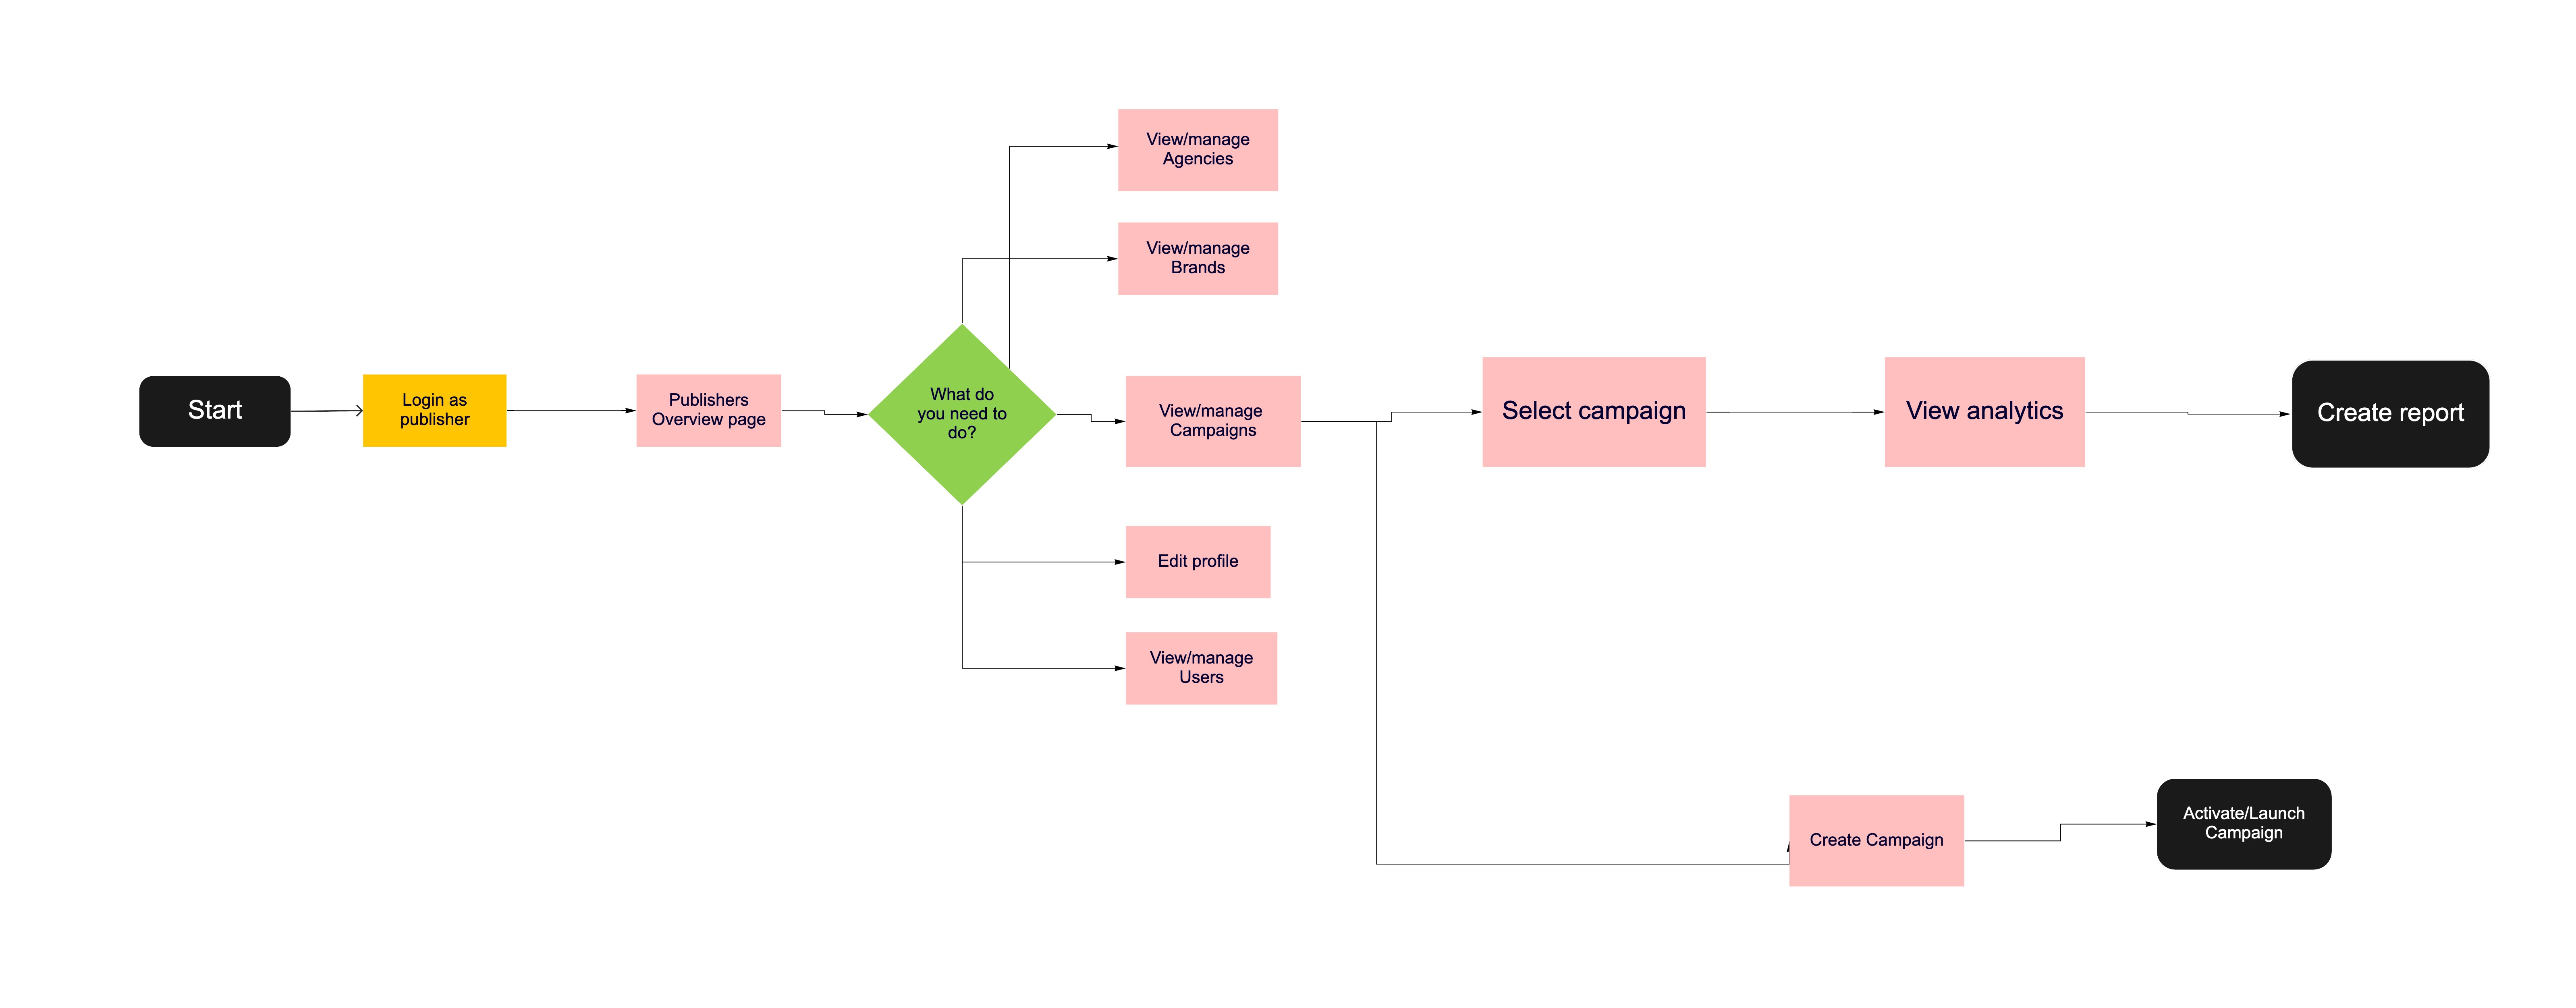 Start
Login as
publisher
Publishers
Overview page
What do
you need to
do?
View/manage
Agencies
View/manage
Brands
View/manage
Campaigns
Edit profile
View/manage
Users
Select campaign
View analytics
Create report
Create Campaign
Activate/Launch
Campaign